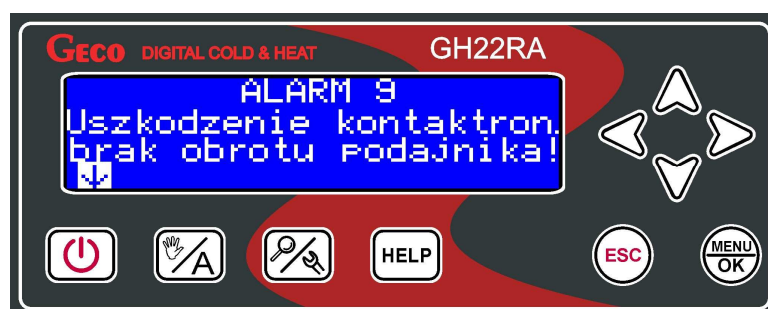 GECO DIGITAL COLD & HEAT GH22RA
ALARM 9
Uszkodzenie kontaktron.
brak obrotu podajnika!
A HELP ESC MENU OK